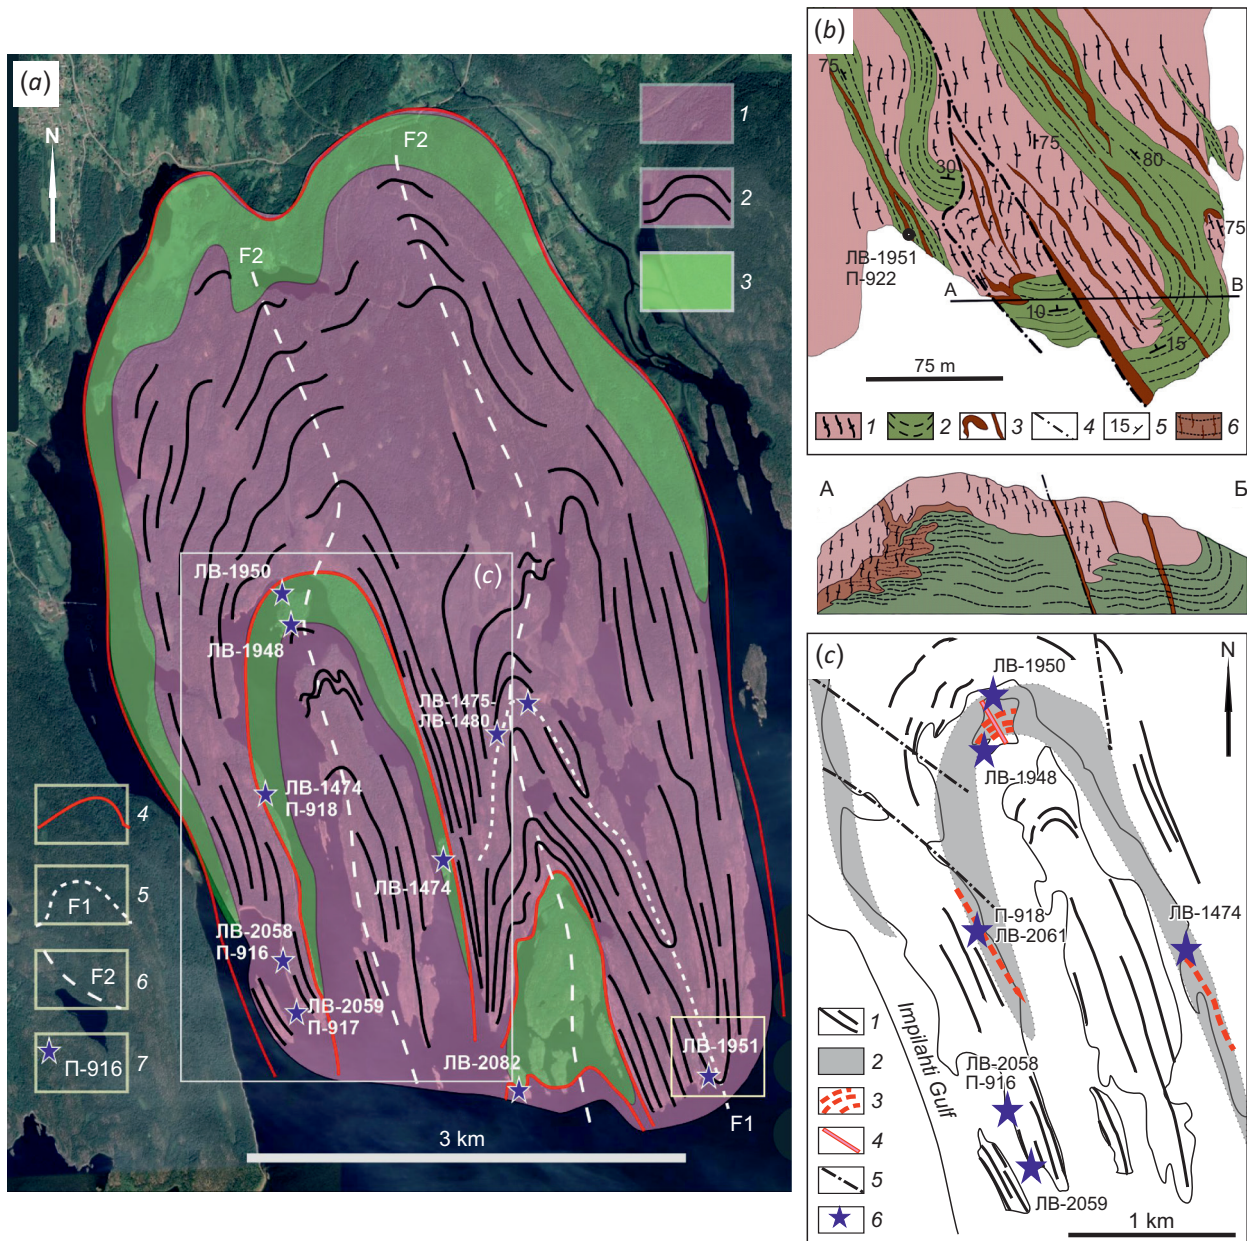 (a)
N
F2
F2
1
2
3
ЛВ-1950
(c)
ЛВ-1948
ЛВ-1475-
ЛВ-1480
ЛВ-1474
П-918
ЛВ-1474
ЛВ-2058
П-916
ЛВ-2059
П-917
ЛВ-2082
ЛВ-1951
F1
3 km
4
F1
5
F2
6
П-916
7
(b)
75
30
75
80
75
ЛВ-1951
П-922
А
В
10
15
75 m
1
2
3
4
15
5
6
А
Б
(c)
N
ЛВ-1950
ЛВ-1948
П-918
ЛВ-2061
ЛВ-1474
Impilahti Gulf
ЛВ-2058
П-916
ЛВ-2059
1
2
3
4
5
6
1 km